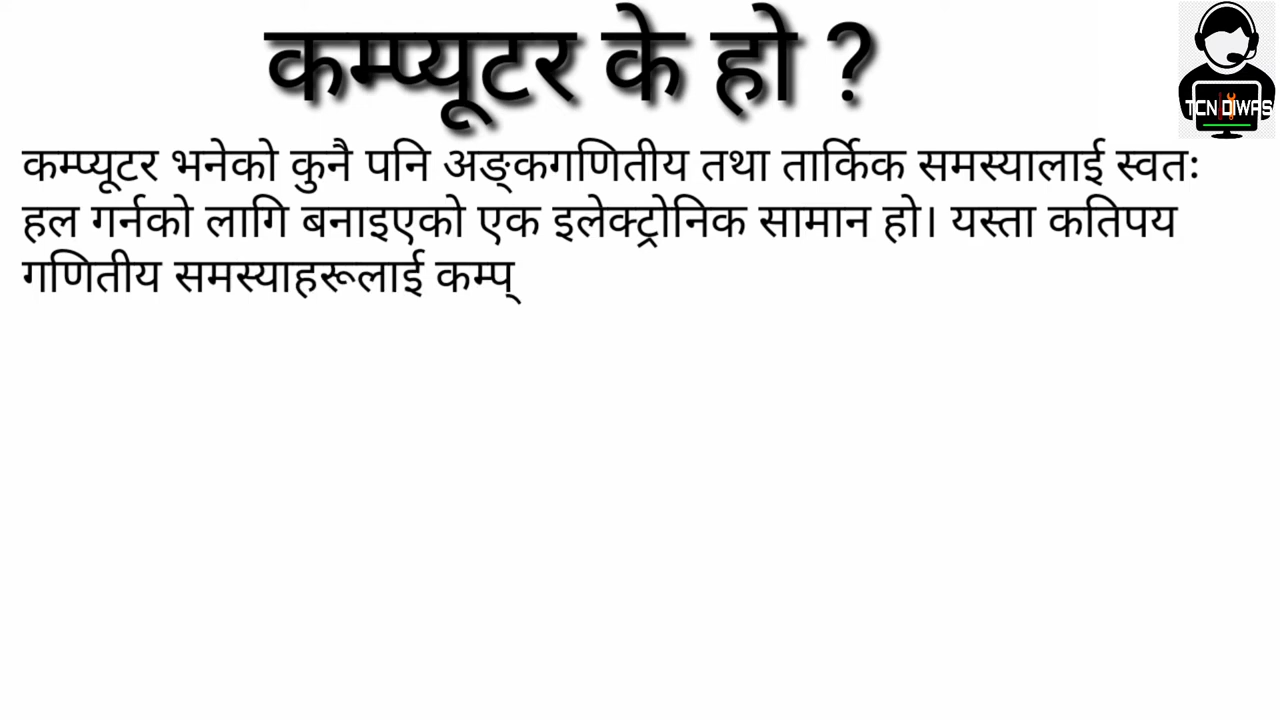 कम्प्यूटर के हो ?
TCN DIWAS
कम्प्यूटर भनेको कुनै पनि अङ्कगणितीय तथा तार्किक समस्यालाई स्वतः
हल गर्नको लागि बनाइएको एक इलेक्ट्रोनिक सामान हो। यस्ता कतिपय
गणितीय समस्याहरूलाई कम्प्